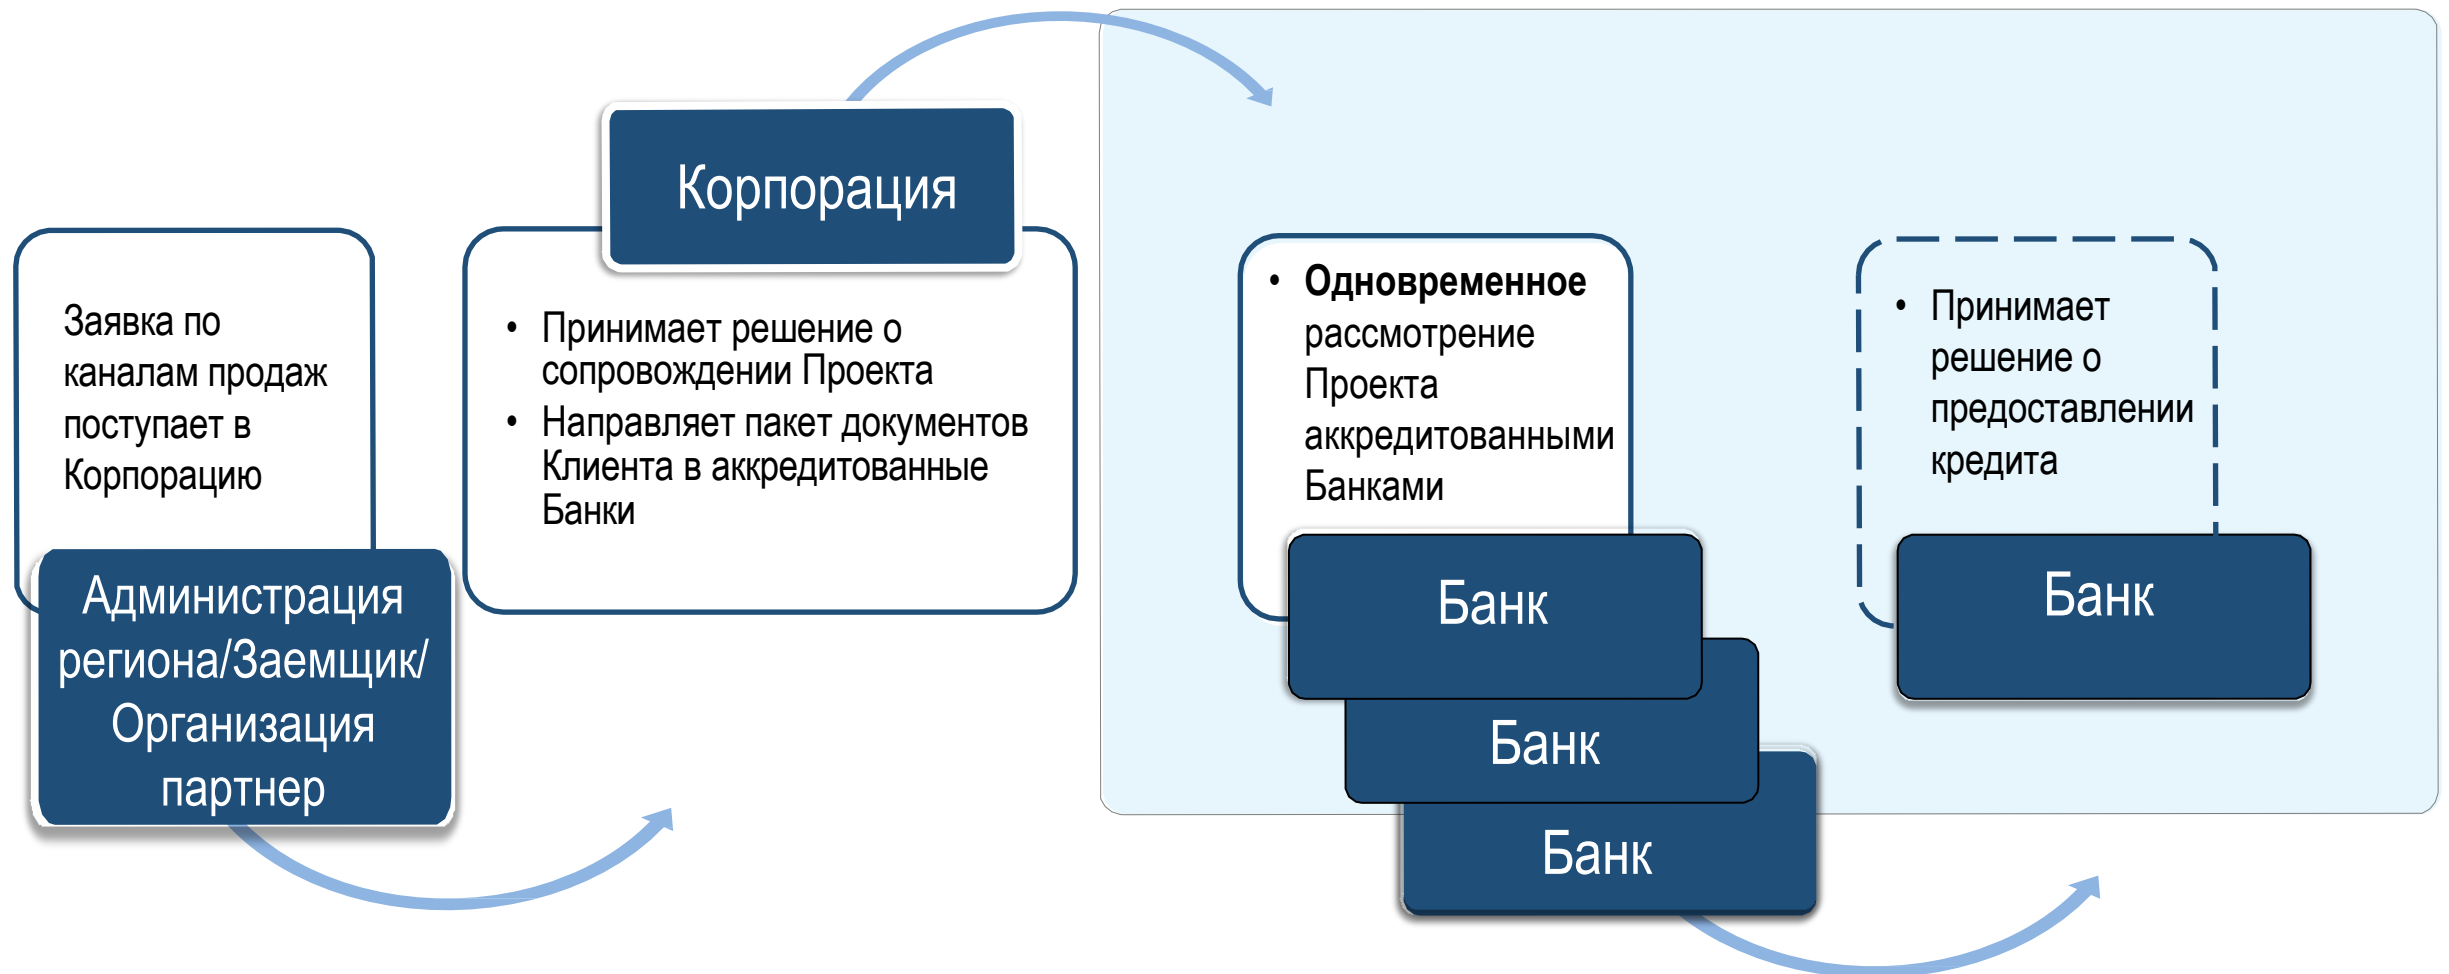 Заявка по
каналам продаж
поступает в
Корпорацию
Администрация
региона/Заемщик/
Организация
партнер
Корпорация
• Принимает решение о
сопровождении Проекта
• Направляет пакет документов
Клиента в аккредитованные
Банки
• Одновременное
рассмотрение
Проекта
аккредитованными
Банками
Банк
Банк
Банк
• Принимает
решение о
предоставлении
кредита
Банк